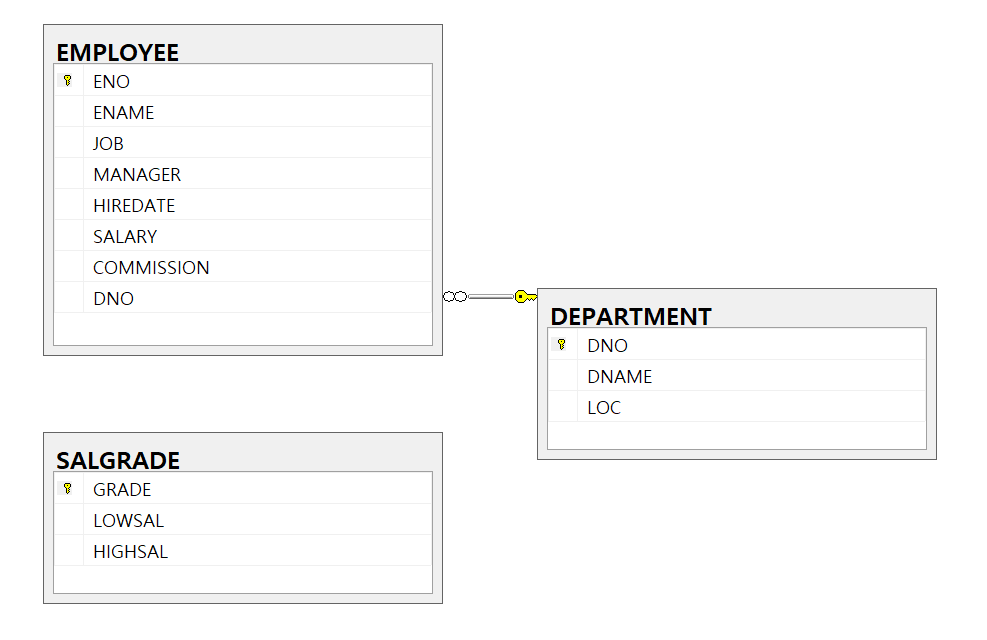 EMPLOYEE
ENO
ENAME
JOB
MANAGER
HIREDATE
SALARY
COMMISSION
DNO
DEPARTMENT
DNO
DNAME
LOC
SALGRADE
GRADE
LOWSAL
HIGHSAL